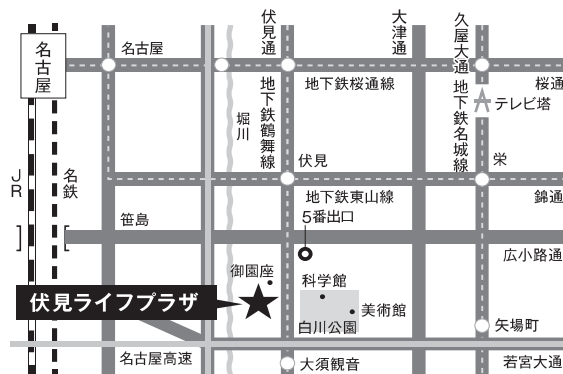 伏見通
大津通
久屋大通
名古屋
名古屋
地下鉄桜通線
桜通
地下鉄鶴舞線
地下鉄名城線
テレビ塔
堀川
伏見
栄
JR
名鉄
地下鉄東山線
錦通
笹島
5番出口
広小路通
御園座
科学館
伏見ライフプラザ
美術館
白川公園
矢場町
名古屋高速
大須観音
若宮大通